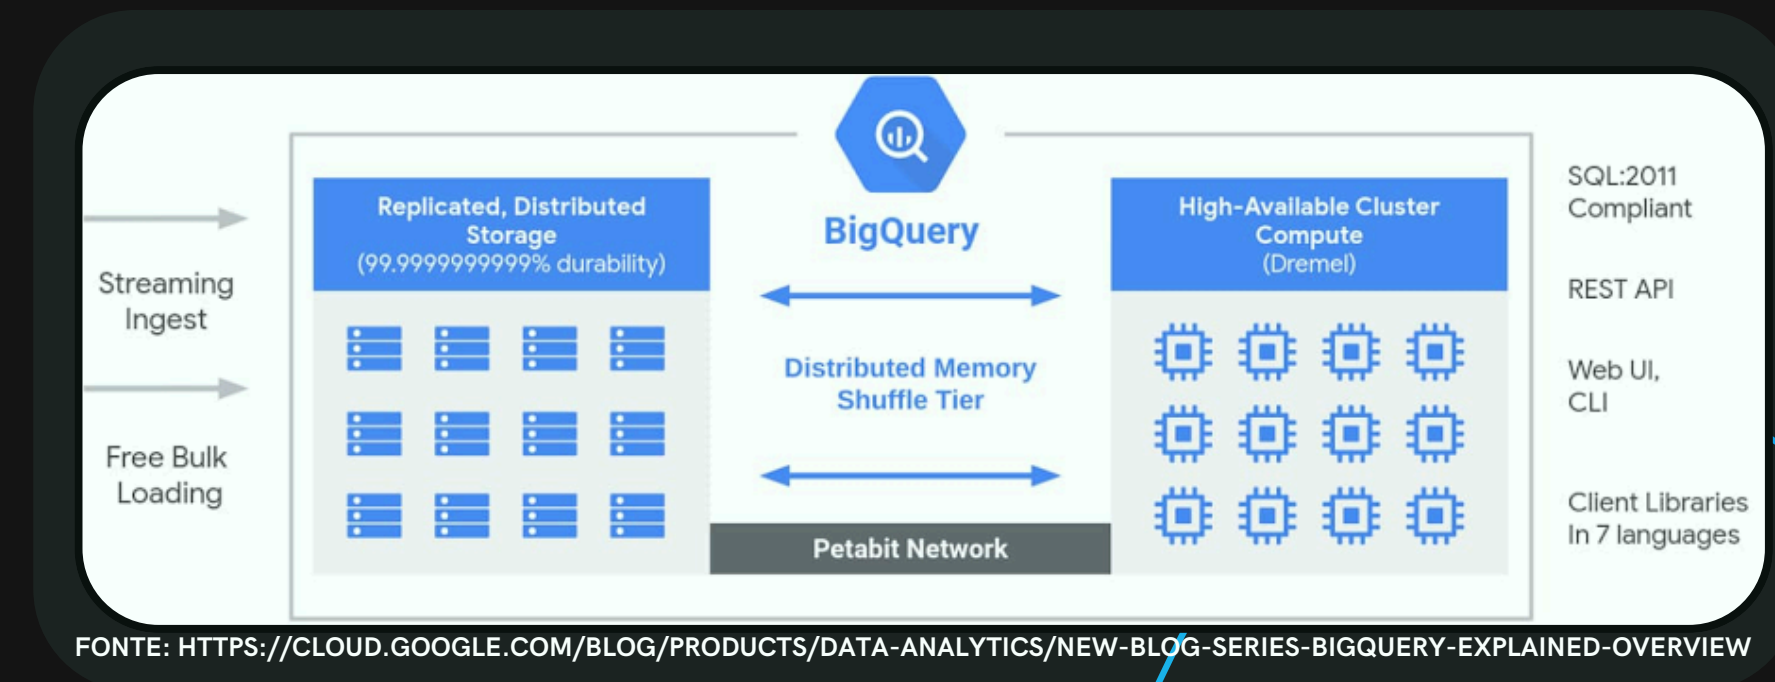 Streaming
Ingest
Free Bulk
Loading
Replicated, Distributed
Storage
(99.9999999999% durability)
BigQuery
Distributed Memory
Shuffle Tier
Petabit Network
High-Available Cluster
Compute
(Dremel)
SQL:2011
Compliant
REST API
Web UI,
CLI
Client Libraries
In 7 languages
FONTE: HTTPS://CLOUD.GOOGLE.COM/BLOG/PRODUCTS/DATA-ANALYTICS/NEW-BLOG-SERIES-BIGQUERY-EXPLAINED-OVERVIEW